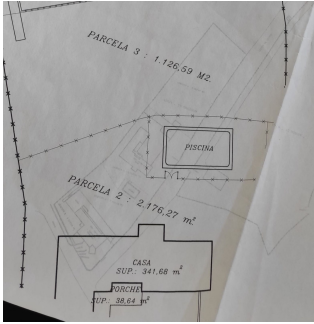 PARCELA 3 : 1.126,59 M2.
PISCINA
PARCELA 2 : 2.176,27 m²
CASA
SUP.: 341,68 m²
PORCHE
SUP.: 38,64 m²